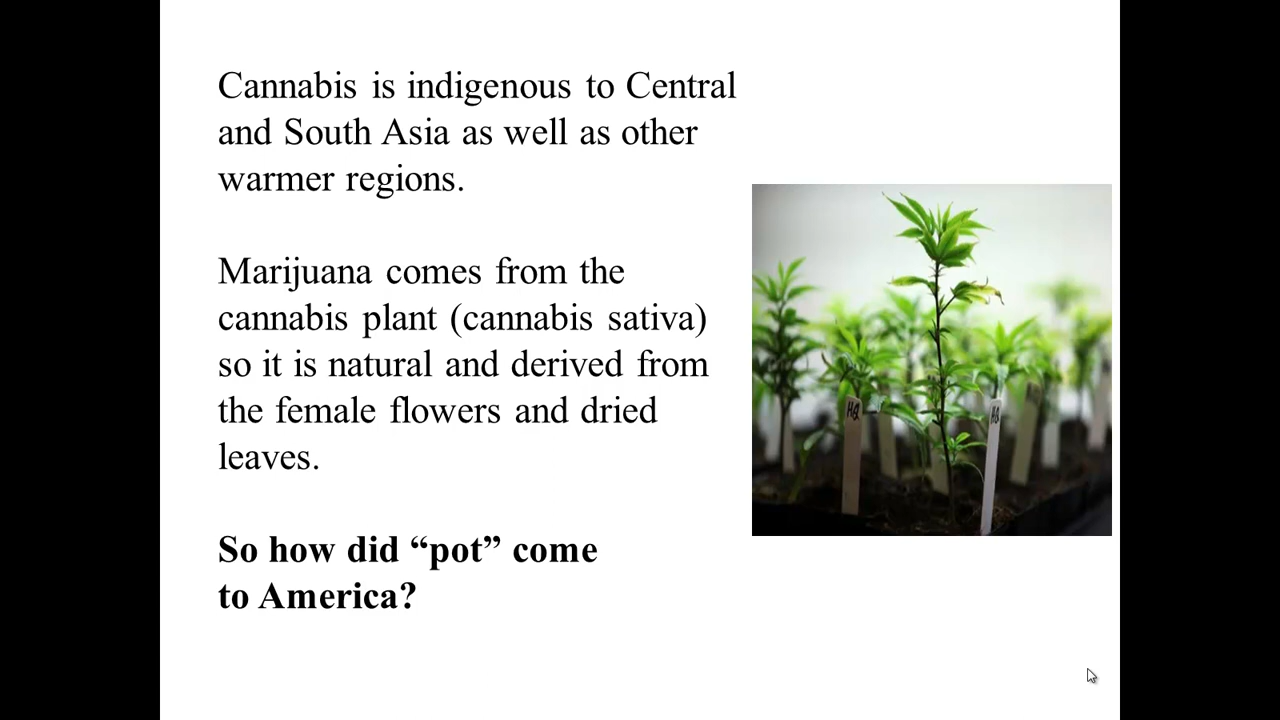 Cannabis is indigenous to Central
and South Asia as well as other
warmer regions.
Marijuana comes from the
cannabis plant (cannabis sativa)
so it is natural and derived from
the female flowers and dried
leaves.
So how did “pot” come
to America?